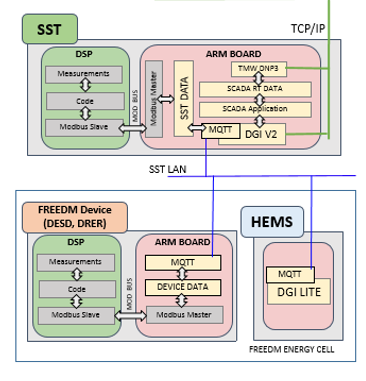 TCP/IP
SST
DSP
Measurements
Code
Modbus Slave
MOD BUS
ARM BOARD
Modbus Master
SST DATA
TMW DNP3
SCADA RT DATA
SCADA Application
MQTT
DGI V2
SST LAN
FREEDM Device
(DESD, DRER)
DSP
Measurements
Code
Modbus Slave
MOD BUS
ARM BOARD
MQTT
DEVICE DATA
Modbus Master
HEMS
MQTT
DGI LITE
FREEDM ENERGY CELL